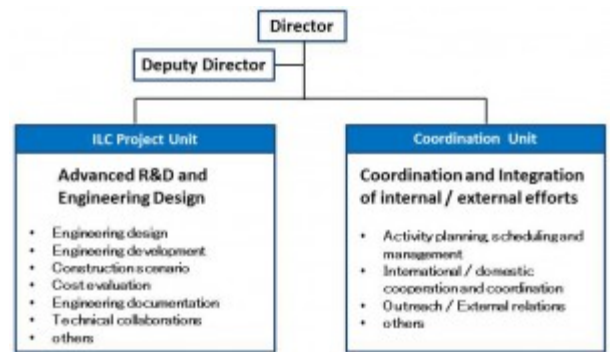 Director
Deputy Director
ILC Project Unit
Advanced R&D and
Engineering Design
• Engineering design
• Engineering development
• Construction scenario
• Cost evaluation
• Engineering documentation
• Technical collaborations
• others
Coordination Unit
Coordination and Integration
of internal / external efforts
• Activity planning, scheduling and
management
• International / domestic
cooperation and coordination
• Outreach / External relations
• others